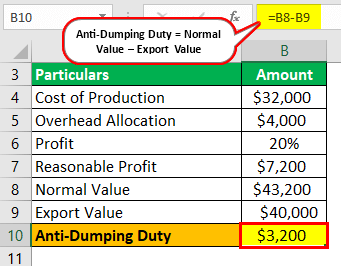 B10
fx
=B8-B9
Anti-Dumping Duty = Normal
Value – Export Value
B
3 Particulars Amount
4 Cost of Production $32,000
5 Overhead Allocation $4,000
6 Profit 20%
7 Reasonable Profit $7,200
8 Normal Value $43,200
9 Export Value $40,000
10 Anti-Dumping Duty $3,200
11